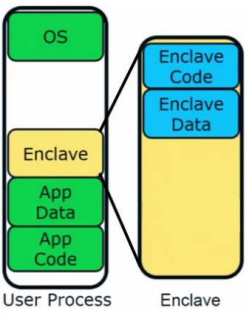 OS
Enclave
App
Data
App
Code
User Process
Enclave
Code
Enclave
Data
Enclave